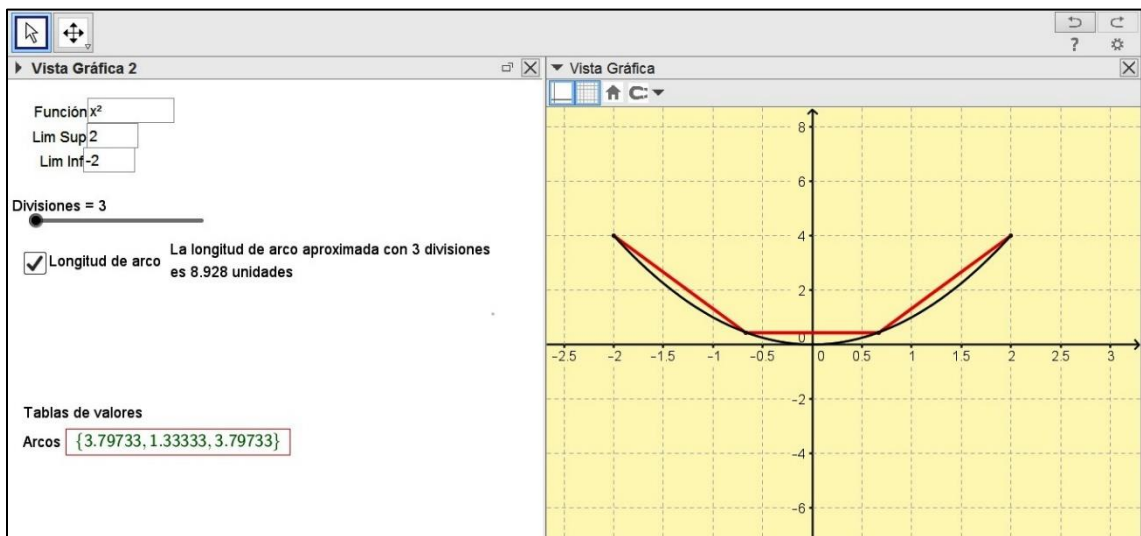 ?
Vista Gráfica 2
Vista Gráfica
Función x²
Lim Sup 2
Lim Inf -2
Divisiones = 3
Longitud de arco
La longitud de arco aproximada con 3 divisiones
es 8.928 unidades
Tablas de valores
Arcos {3.79733, 1.33333, 3.79733}
8
6
4
2
0
-2.5 -2 -1.5 -1 -0.5 0 0.5 1 1.5 2 2.5 3
-2
-4
-6